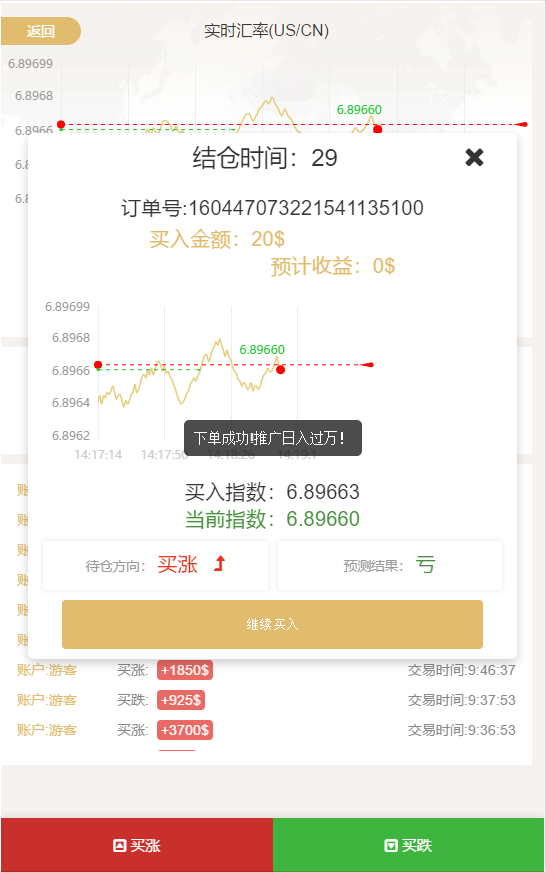 返回
实时汇率(US/CN)
6.89699
6.8968
6.89660
6.8966
6.8
6.8
结仓时间：29
订单号:160447073221541135100
买入金额：20$
预计收益：0$
6.89699
6.8968
6.89660
6.8966
6.8964
6.8962
14:17:14 14:17:50 14:18:26 14:19:1
下单成功!推广日入过万！
买入指数：6.89663
当前指数：6.89660
待仓方向： 买涨 预测结果： 亏
继续买入
账户:游客 买涨: +1850$ 交易时间:9:46:37
账户:游客 买跌: +925$ 交易时间:9:37:53
账户:游客 买涨: +3700$ 交易时间:9:36:53
买涨 买跌